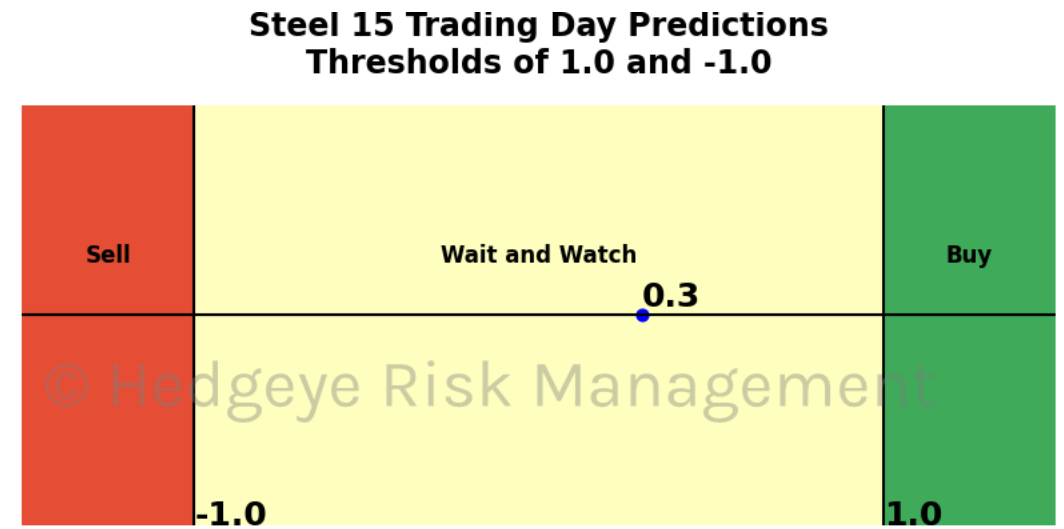 Steel 15 Trading Day Predictions
Thresholds of 1.0 and -1.0
Sell
Wait and Watch
Buy
0.3
© Hedgeye Risk Management
-1.0
1.0